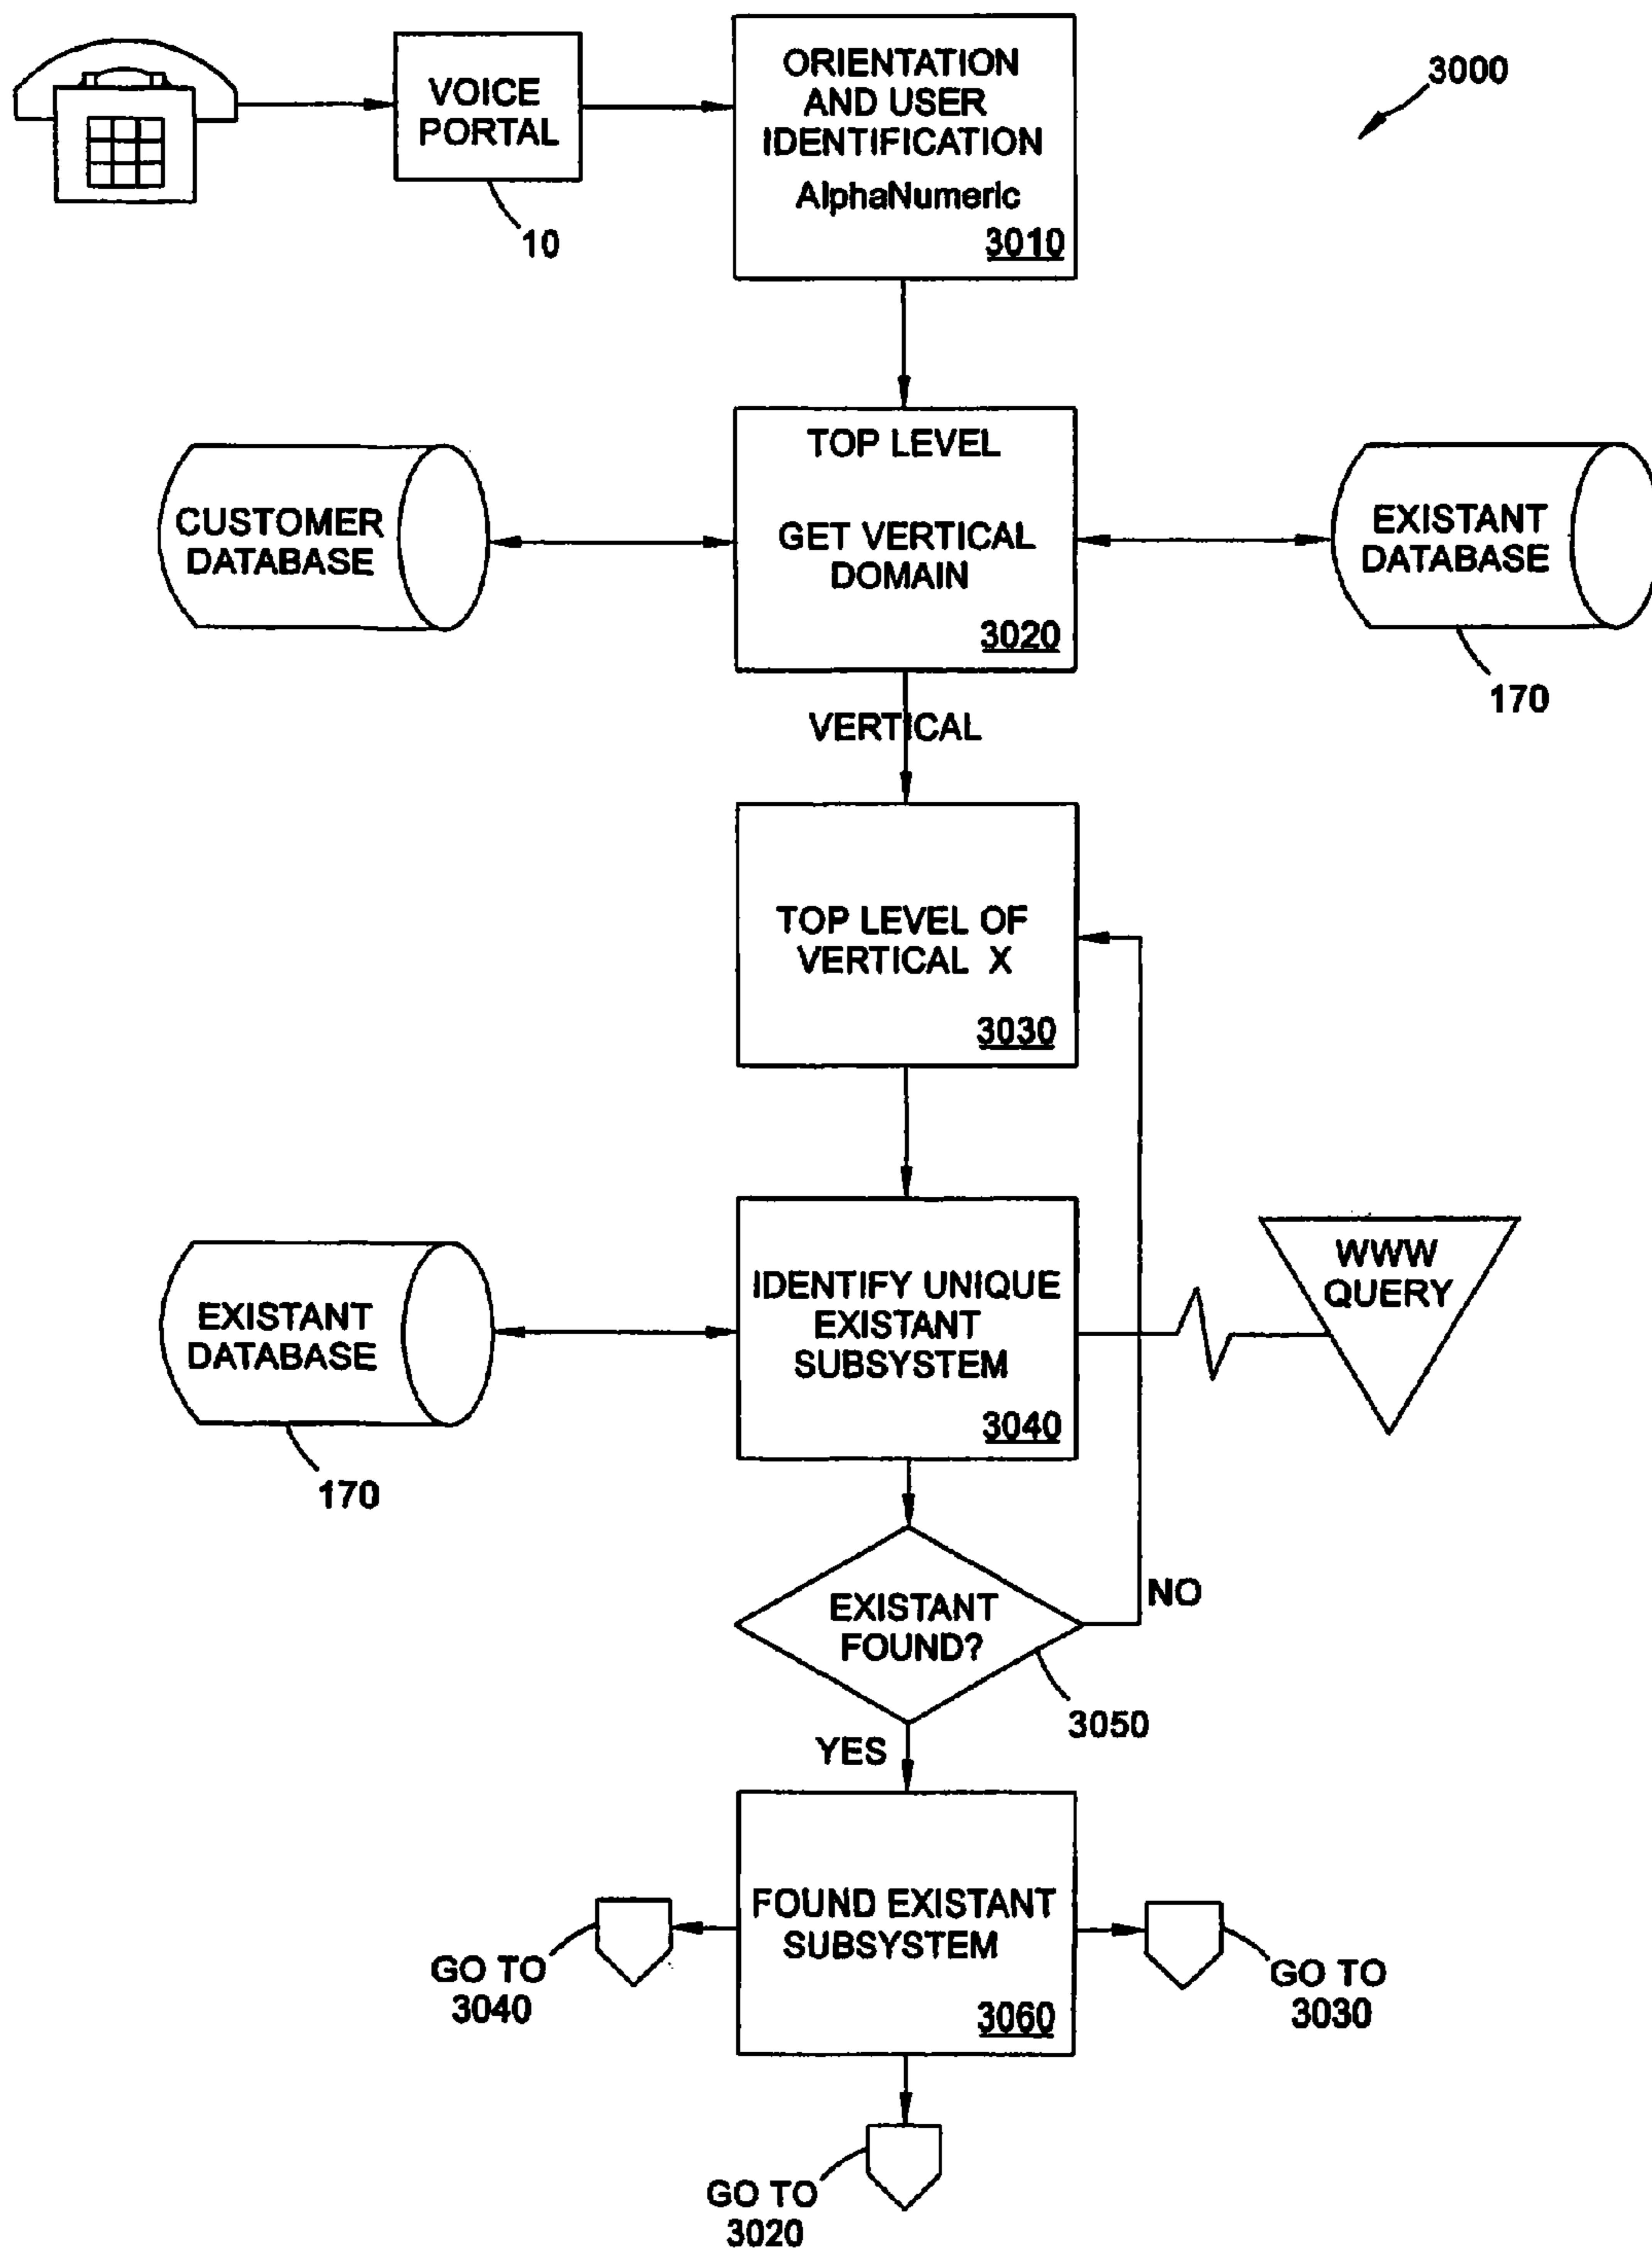 VOICE
PORTAL
10
ORIENTATION
AND USER
IDENTIFICATION
AlphaNumeric
3010
3000
CUSTOMER
DATABASE
TOP LEVEL
GET VERTICAL
DOMAIN
3020
EXISTANT
DATABASE
170
VERTICAL
TOP LEVEL OF
VERTICAL X
3030
EXISTANT
DATABASE
170
IDENTIFY UNIQUE
EXISTANT
SUBSYSTEM
3040
WWW
QUERY
EXISTANT
FOUND?
NO
3050
YES
FOUND EXISTANT
SUBSYSTEM
3060
GO TO
3040
GO TO
3030
GO TO
3020